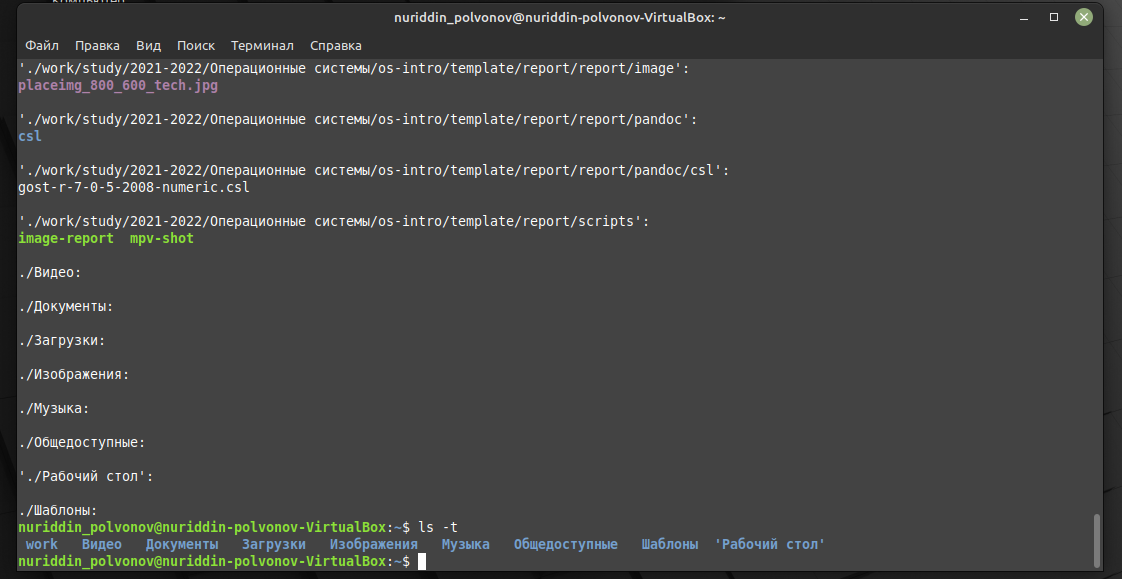 nuriddin_polvonov@nuriddin-polvonov-VirtualBox: ~
Файл Правка Вид Поиск Терминал Справка
'./work/study/2021-2022/Операционные системы/os-intro/template/report/report/image':
placeimg_800_600_tech.jpg
'./work/study/2021-2022/Операционные системы/os-intro/template/report/report/pandoc':
csl
'./work/study/2021-2022/Операционные системы/os-intro/template/report/report/pandoc/csl':
gost-r-7-0-5-2008-numeric.csl
'./work/study/2021-2022/Операционные системы/os-intro/template/report/scripts':
image-report mpv-shot
./Видео:
./Документы:
./Загрузки:
./Изображения:
./Музыка:
./Общедоступные:
'./Рабочий стол':
./Шаблоны:
nuriddin_polvonov@nuriddin-polvonov-VirtualBox:~$ ls -t
work Видео Документы Загрузки Изображения Музыка Общедоступные Шаблоны 'Рабочий стол'
nuriddin_polvonov@nuriddin-polvonov-VirtualBox:~$